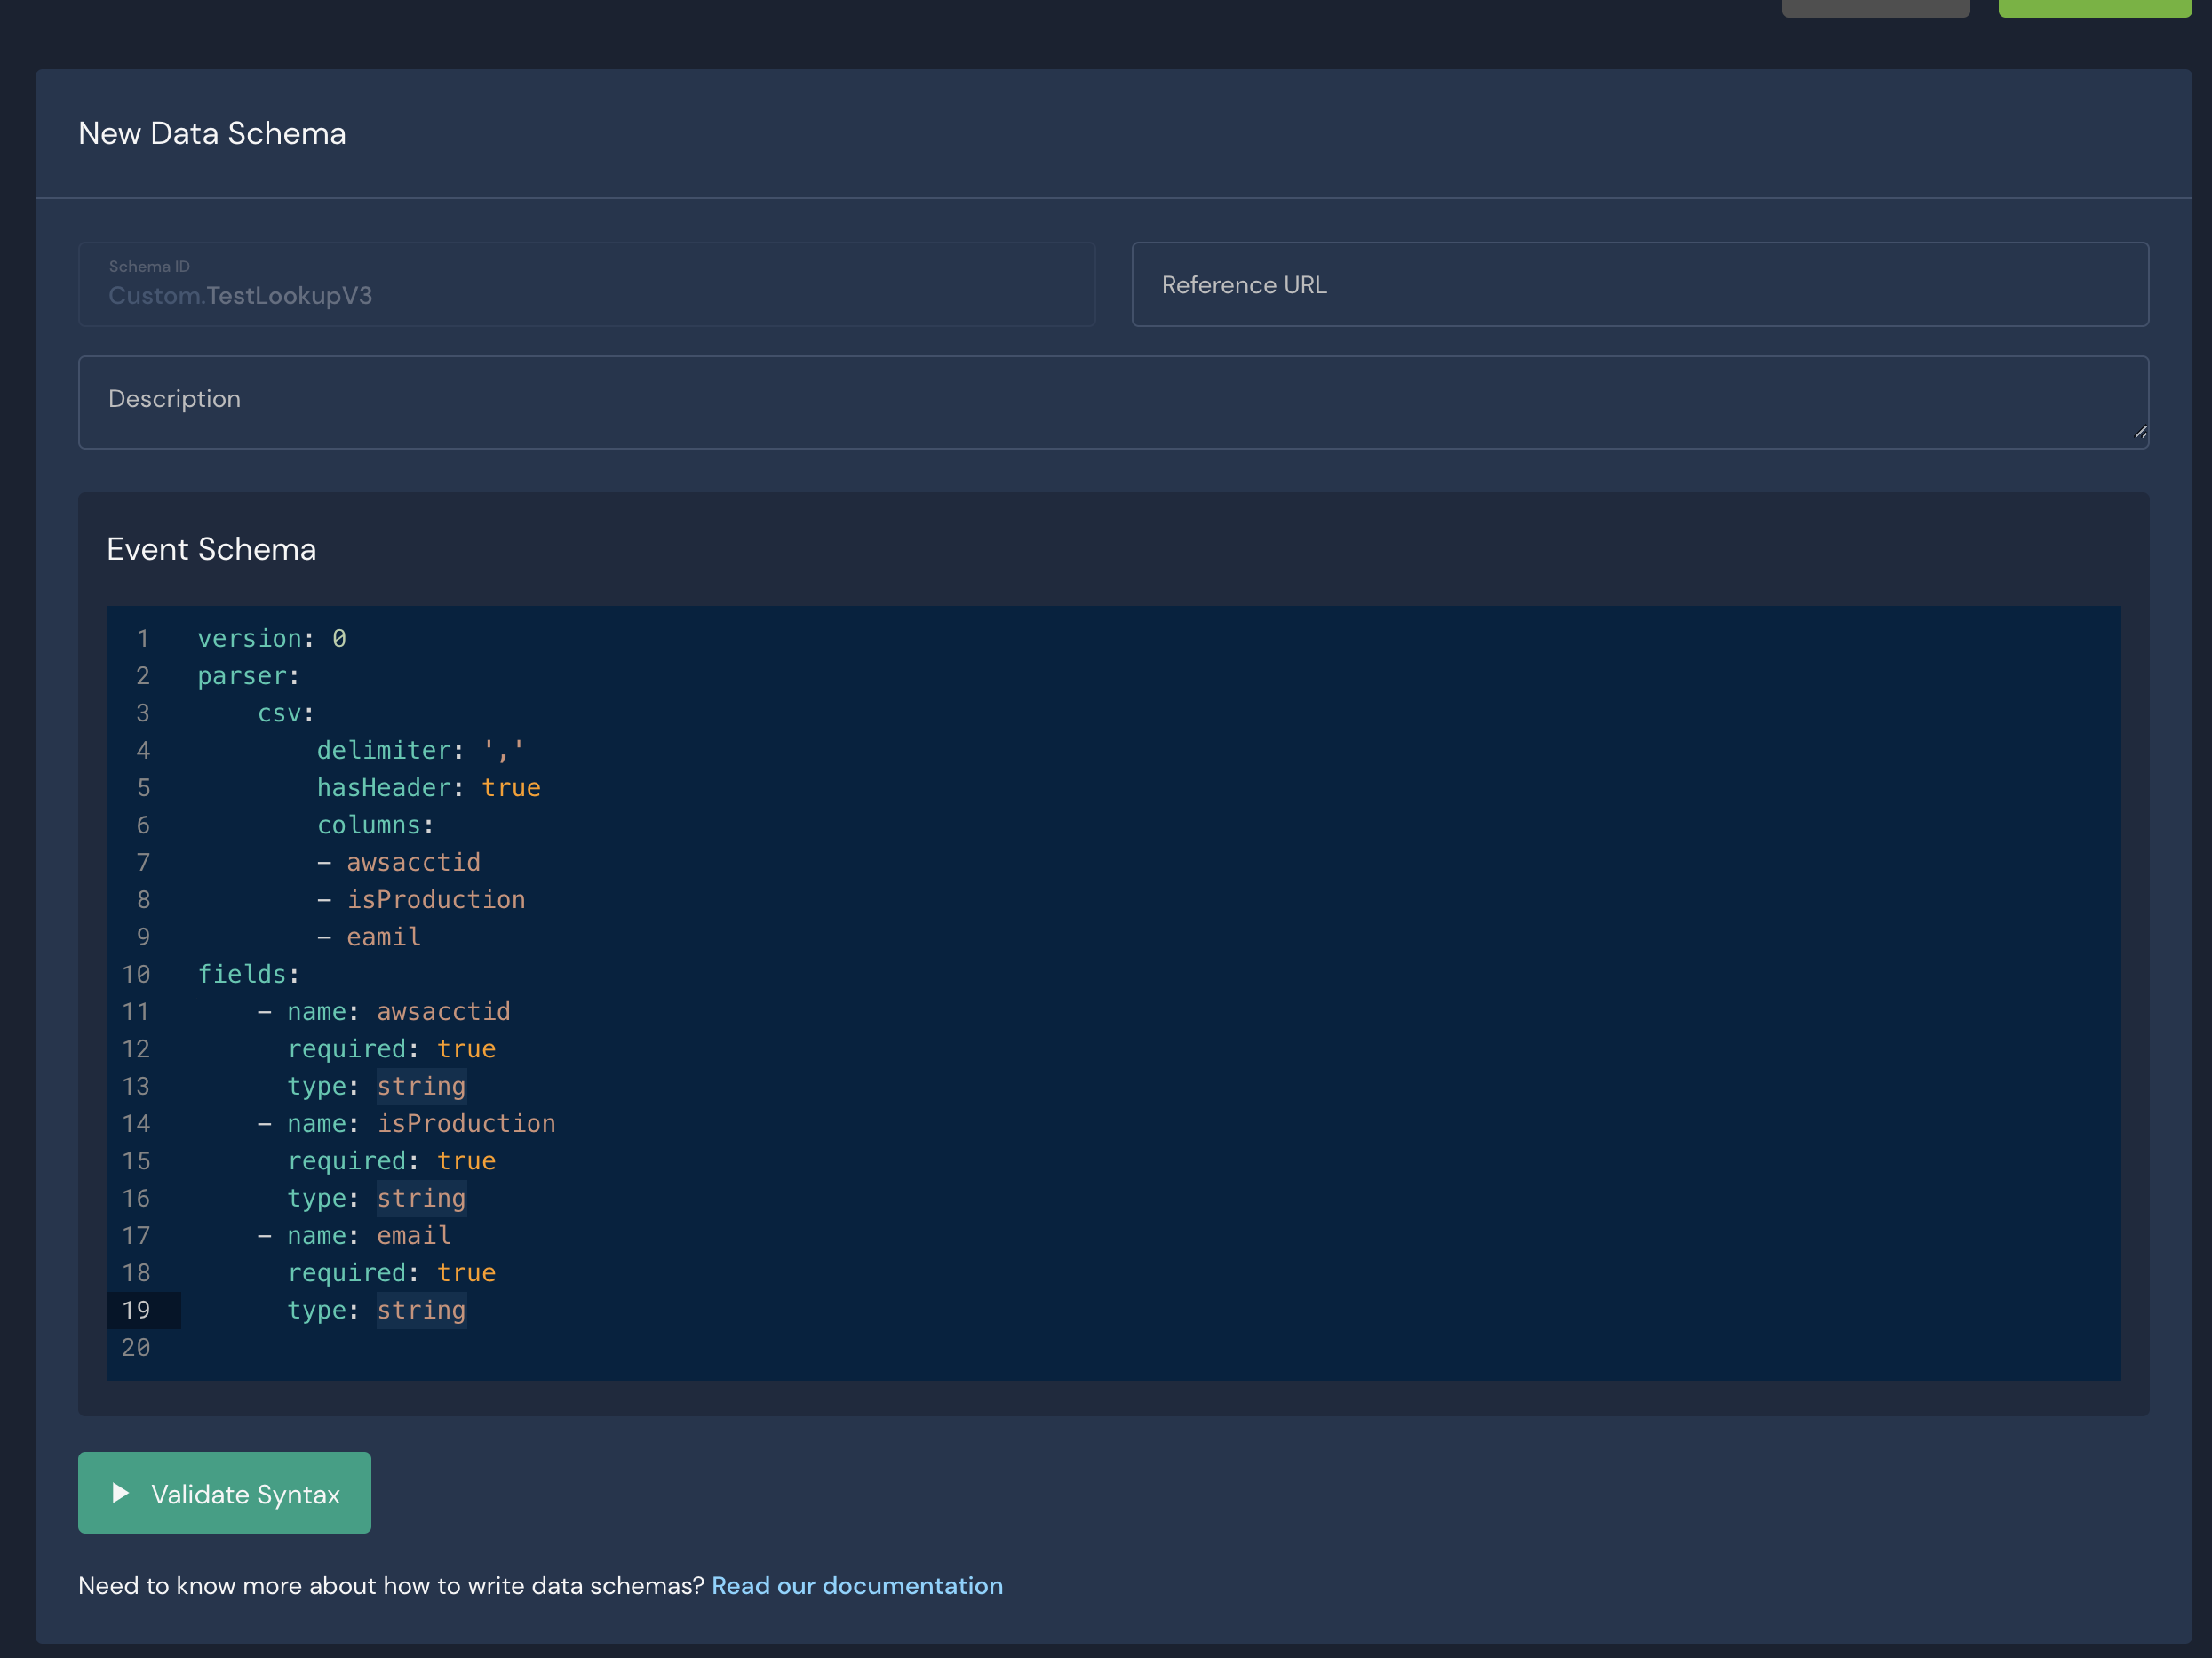 New Data Schema
Schema ID
Custom.TestLookupV3
Reference URL
Description
Event Schema
1 version: 0
2 parser:
3 csv:
4 delimiter: ','
5 hasHeader: true
6 columns:
7 - awsacctid
8 - isProduction
9 - eamil
10 fields:
11 - name: awsacctid
12 required: true
13 type: string
14 - name: isProduction
15 required: true
16 type: string
17 - name: email
18 required: true
19 type: string
20
Validate Syntax
Need to know more about how to write data schemas? Read our documentation